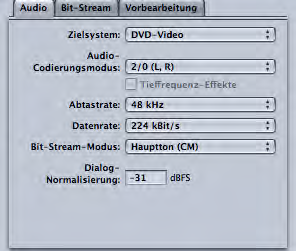 Audio Bit-Stream Vorbearbeitung
Zielsystem: DVD-Video
Audio-
Codierungsmodus: 2/0 (L, R)
Tieffrequenz-Effekte
Abtastrate: 48 kHz
Datenrate: 224 kBit/s
Bit-Stream-Modus: Hauptton (CM)
Dialog-
Normalisierung: -31 dBFS